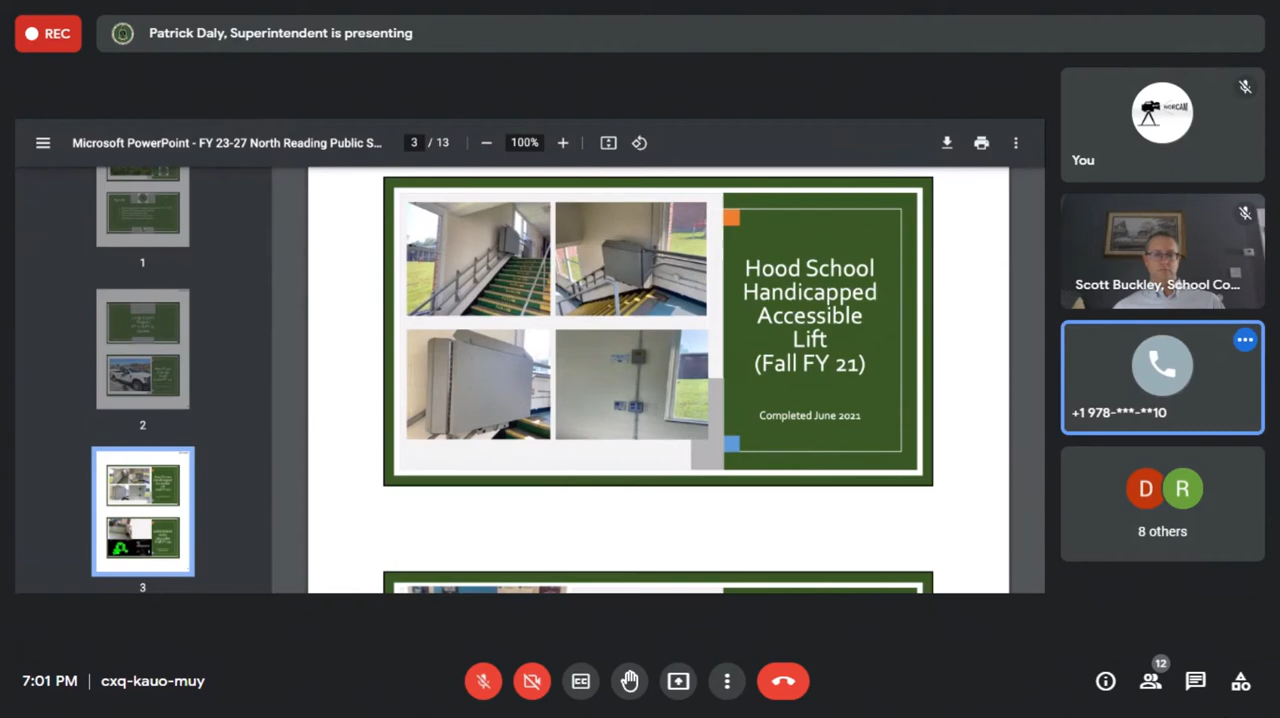 REC
Patrick Daly, Superintendent is presenting
Microsoft PowerPoint - FY 23-27 North Reading Public S...
3 / 13
100%
1
2
3
Hood School
Handicapped
Accessible
Lift
(Fall FY 21)
Completed June 2021
NORCAM
You
Scott Buckley, School Co...
+1 978-***-**10
D
R
8 others
7:01 PM | cxq-kauo-muy
CC
12